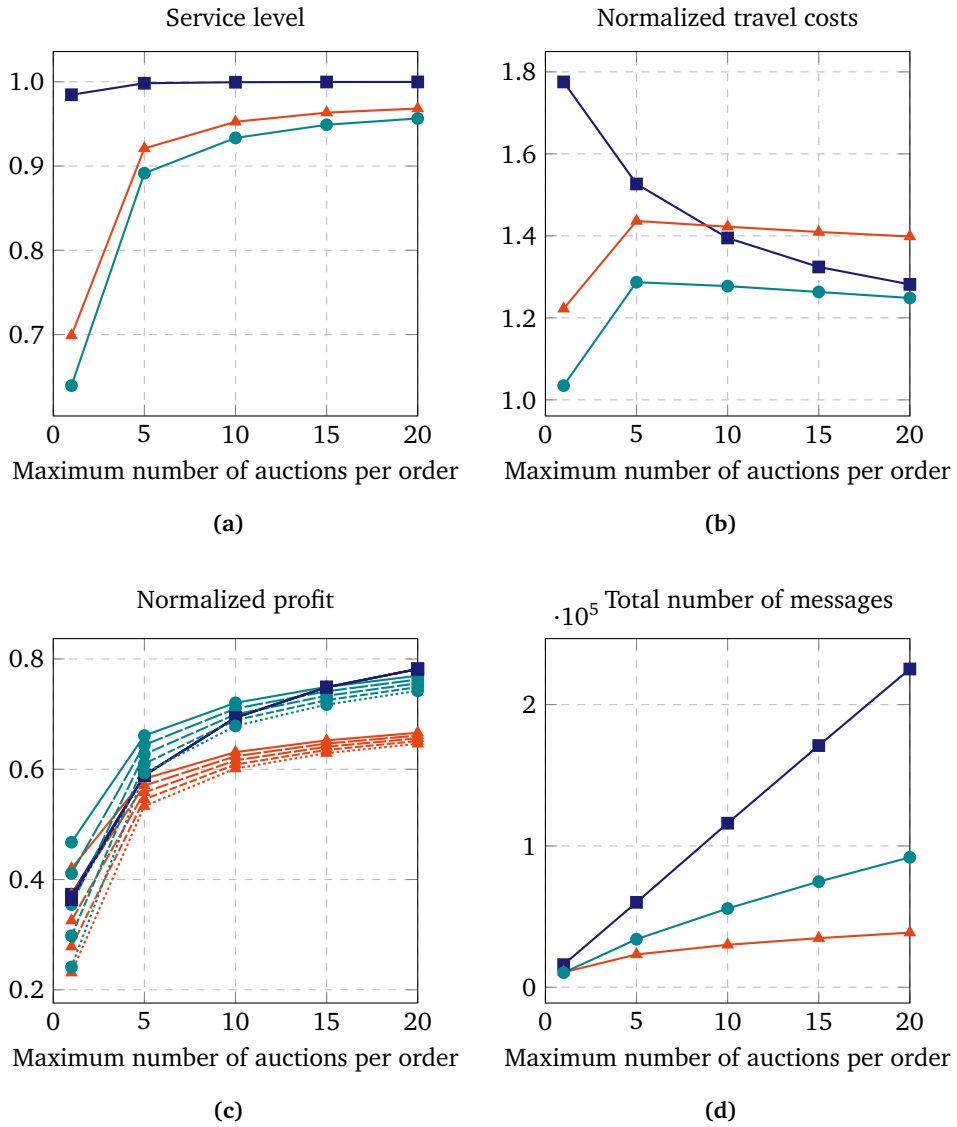 Service level
1.0
0.9
0.8
0.7
0 5 10 15 20
Maximum number of auctions per order
(a)
Normalized travel costs
1.8
1.6
1.4
1.2
1.0
0 5 10 15 20
Maximum number of auctions per order
(b)
Normalized profit
0.8
0.6
0.4
0.2
0 5 10 15 20
Maximum number of auctions per order
(c)
Total number of messages
·10⁵
2
1
0
0 5 10 15 20
Maximum number of auctions per order
(d)